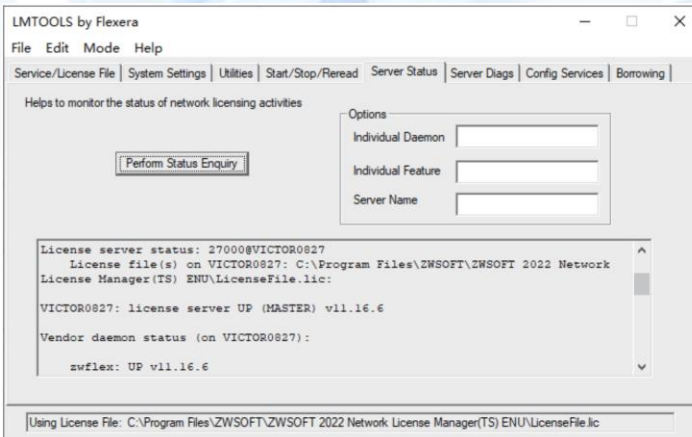 LMTOOLS by Flexera
File Edit Mode Help
Service/License File System Settings Utilities Start/Stop/Reread Server Status Server Diags Config Services Borrowing
Helps to monitor the status of network licensing activities
Options
Individual Daemon
Perform Status Enquiry
Individual Feature
Server Name
License server status: 27000@VICTOR0827
License file(s) on VICTOR0827: C:\Program Files\ZWSOFT\ZWSOFT 2022 Network
License Manager(TS) ENU\LicenseFile.lic:
VICTOR0827: license server UP (MASTER) v11.16.6
Vendor daemon status (on VICTOR0827):
zwflex: UP v11.16.6
Using License File: C:\Program Files\ZWSOFT\ZWSOFT 2022 Network License Manager(TS) ENU\LicenseFile.lic